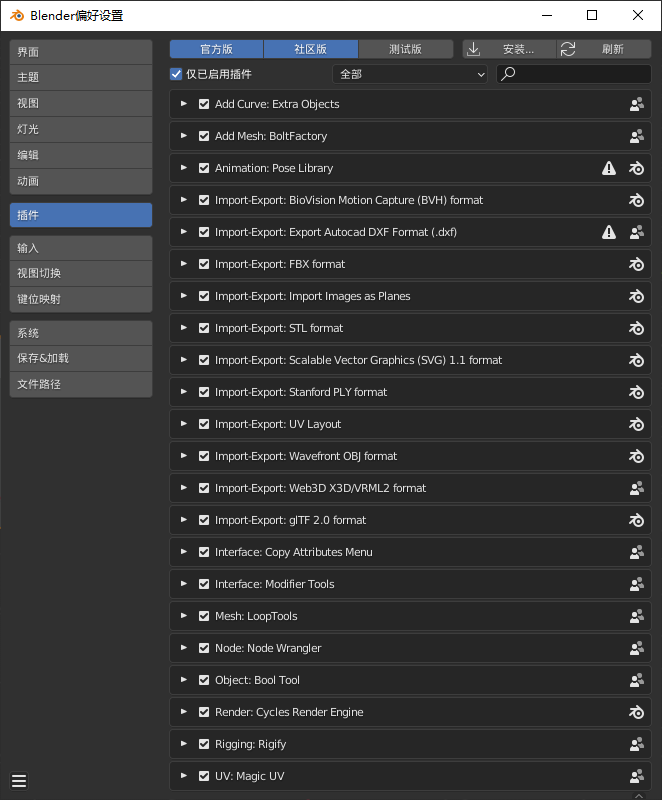 Blender偏好设置
界面
主题
视图
灯光
编辑
动画
插件
输入
视图切换
键位映射
系统
保存&加载
文件路径
官方版 社区版 测试版 安装... 刷新
仅已启用插件 全部
Add Curve: Extra Objects
Add Mesh: BoltFactory
Animation: Pose Library
Import-Export: BioVision Motion Capture (BVH) format
Import-Export: Export Autocad DXF Format (.dxf)
Import-Export: FBX format
Import-Export: Import Images as Planes
Import-Export: STL format
Import-Export: Scalable Vector Graphics (SVG) 1.1 format
Import-Export: Stanford PLY format
Import-Export: UV Layout
Import-Export: Wavefront OBJ format
Import-Export: Web3D X3D/VRML2 format
Import-Export: glTF 2.0 format
Interface: Copy Attributes Menu
Interface: Modifier Tools
Mesh: LoopTools
Node: Node Wrangler
Object: Bool Tool
Render: Cycles Render Engine
Rigging: Rigify
UV: Magic UV